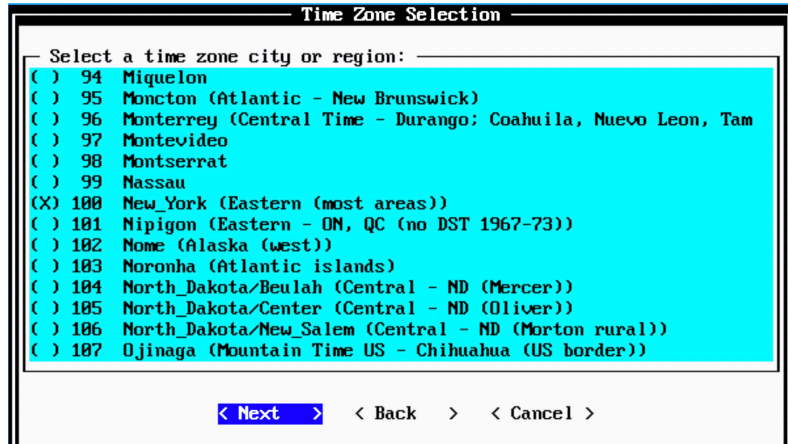 Time Zone Selection
Select a time zone city or region:
( ) 94 Miquelon
( ) 95 Moncton (Atlantic - New Brunswick)
( ) 96 Monterrey (Central Time - Durango; Coahuila, Nuevo Leon, Tam
( ) 97 Montevideo
( ) 98 Montserrat
( ) 99 Nassau
(X) 100 New_York (Eastern (most areas))
( ) 101 Nipigon (Eastern - ON, QC (no DST 1967-73))
( ) 102 Nome (Alaska (west))
( ) 103 Noronha (Atlantic islands)
( ) 104 North_Dakota/Beulah (Central - ND (Mercer))
( ) 105 North_Dakota/Center (Central - ND (Oliver))
( ) 106 North_Dakota/New_Salem (Central - ND (Morton rural))
( ) 107 Ojinaga (Mountain Time US - Chihuahua (US border))
< Next > < Back > < Cancel >